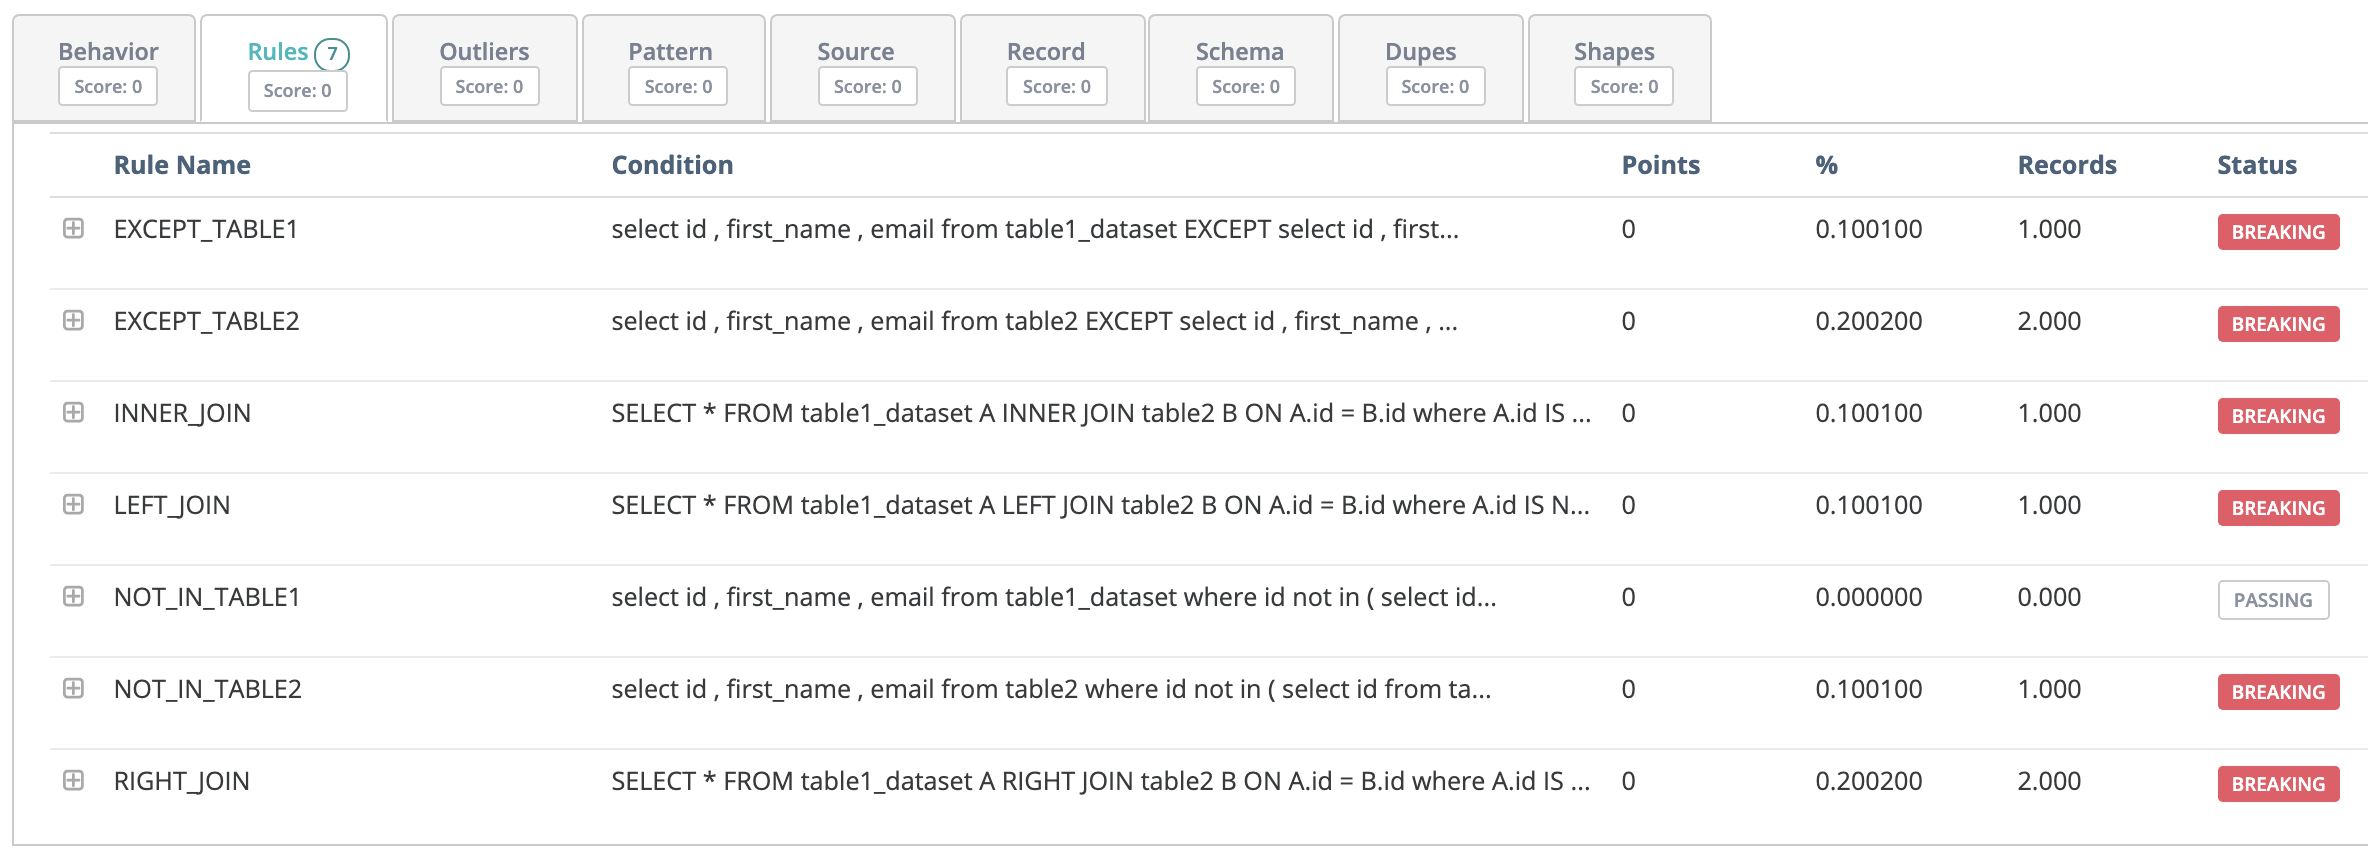 Behavior Rules 7 Outliers Pattern Source Record Schema Dupes Shapes
Score: 0 Score: 0 Score: 0 Score: 0 Score: 0 Score: 0 Score: 0 Score: 0 Score: 0
Rule Name Condition Points % Records Status
EXCEPT_TABLE1 select id , first_name , email from table1_dataset EXCEPT select id , first... 0 0.100100 1.000 BREAKING
EXCEPT_TABLE2 select id , first_name , email from table2 EXCEPT select id , first_name , ... 0 0.200200 2.000 BREAKING
INNER_JOIN SELECT * FROM table1_dataset A INNER JOIN table2 B ON A.id = B.id where A.id IS ... 0 0.100100 1.000 BREAKING
LEFT_JOIN SELECT * FROM table1_dataset A LEFT JOIN table2 B ON A.id = B.id where A.id IS N... 0 0.100100 1.000 BREAKING
NOT_IN_TABLE1 select id , first_name , email from table1_dataset where id not in ( select id... 0 0.000000 0.000 PASSING
NOT_IN_TABLE2 select id , first_name , email from table2 where id not in ( select id from ta... 0 0.100100 1.000 BREAKING
RIGHT_JOIN SELECT * FROM table1_dataset A RIGHT JOIN table2 B ON A.id = B.id where A.id IS ... 0 0.200200 2.000 BREAKING